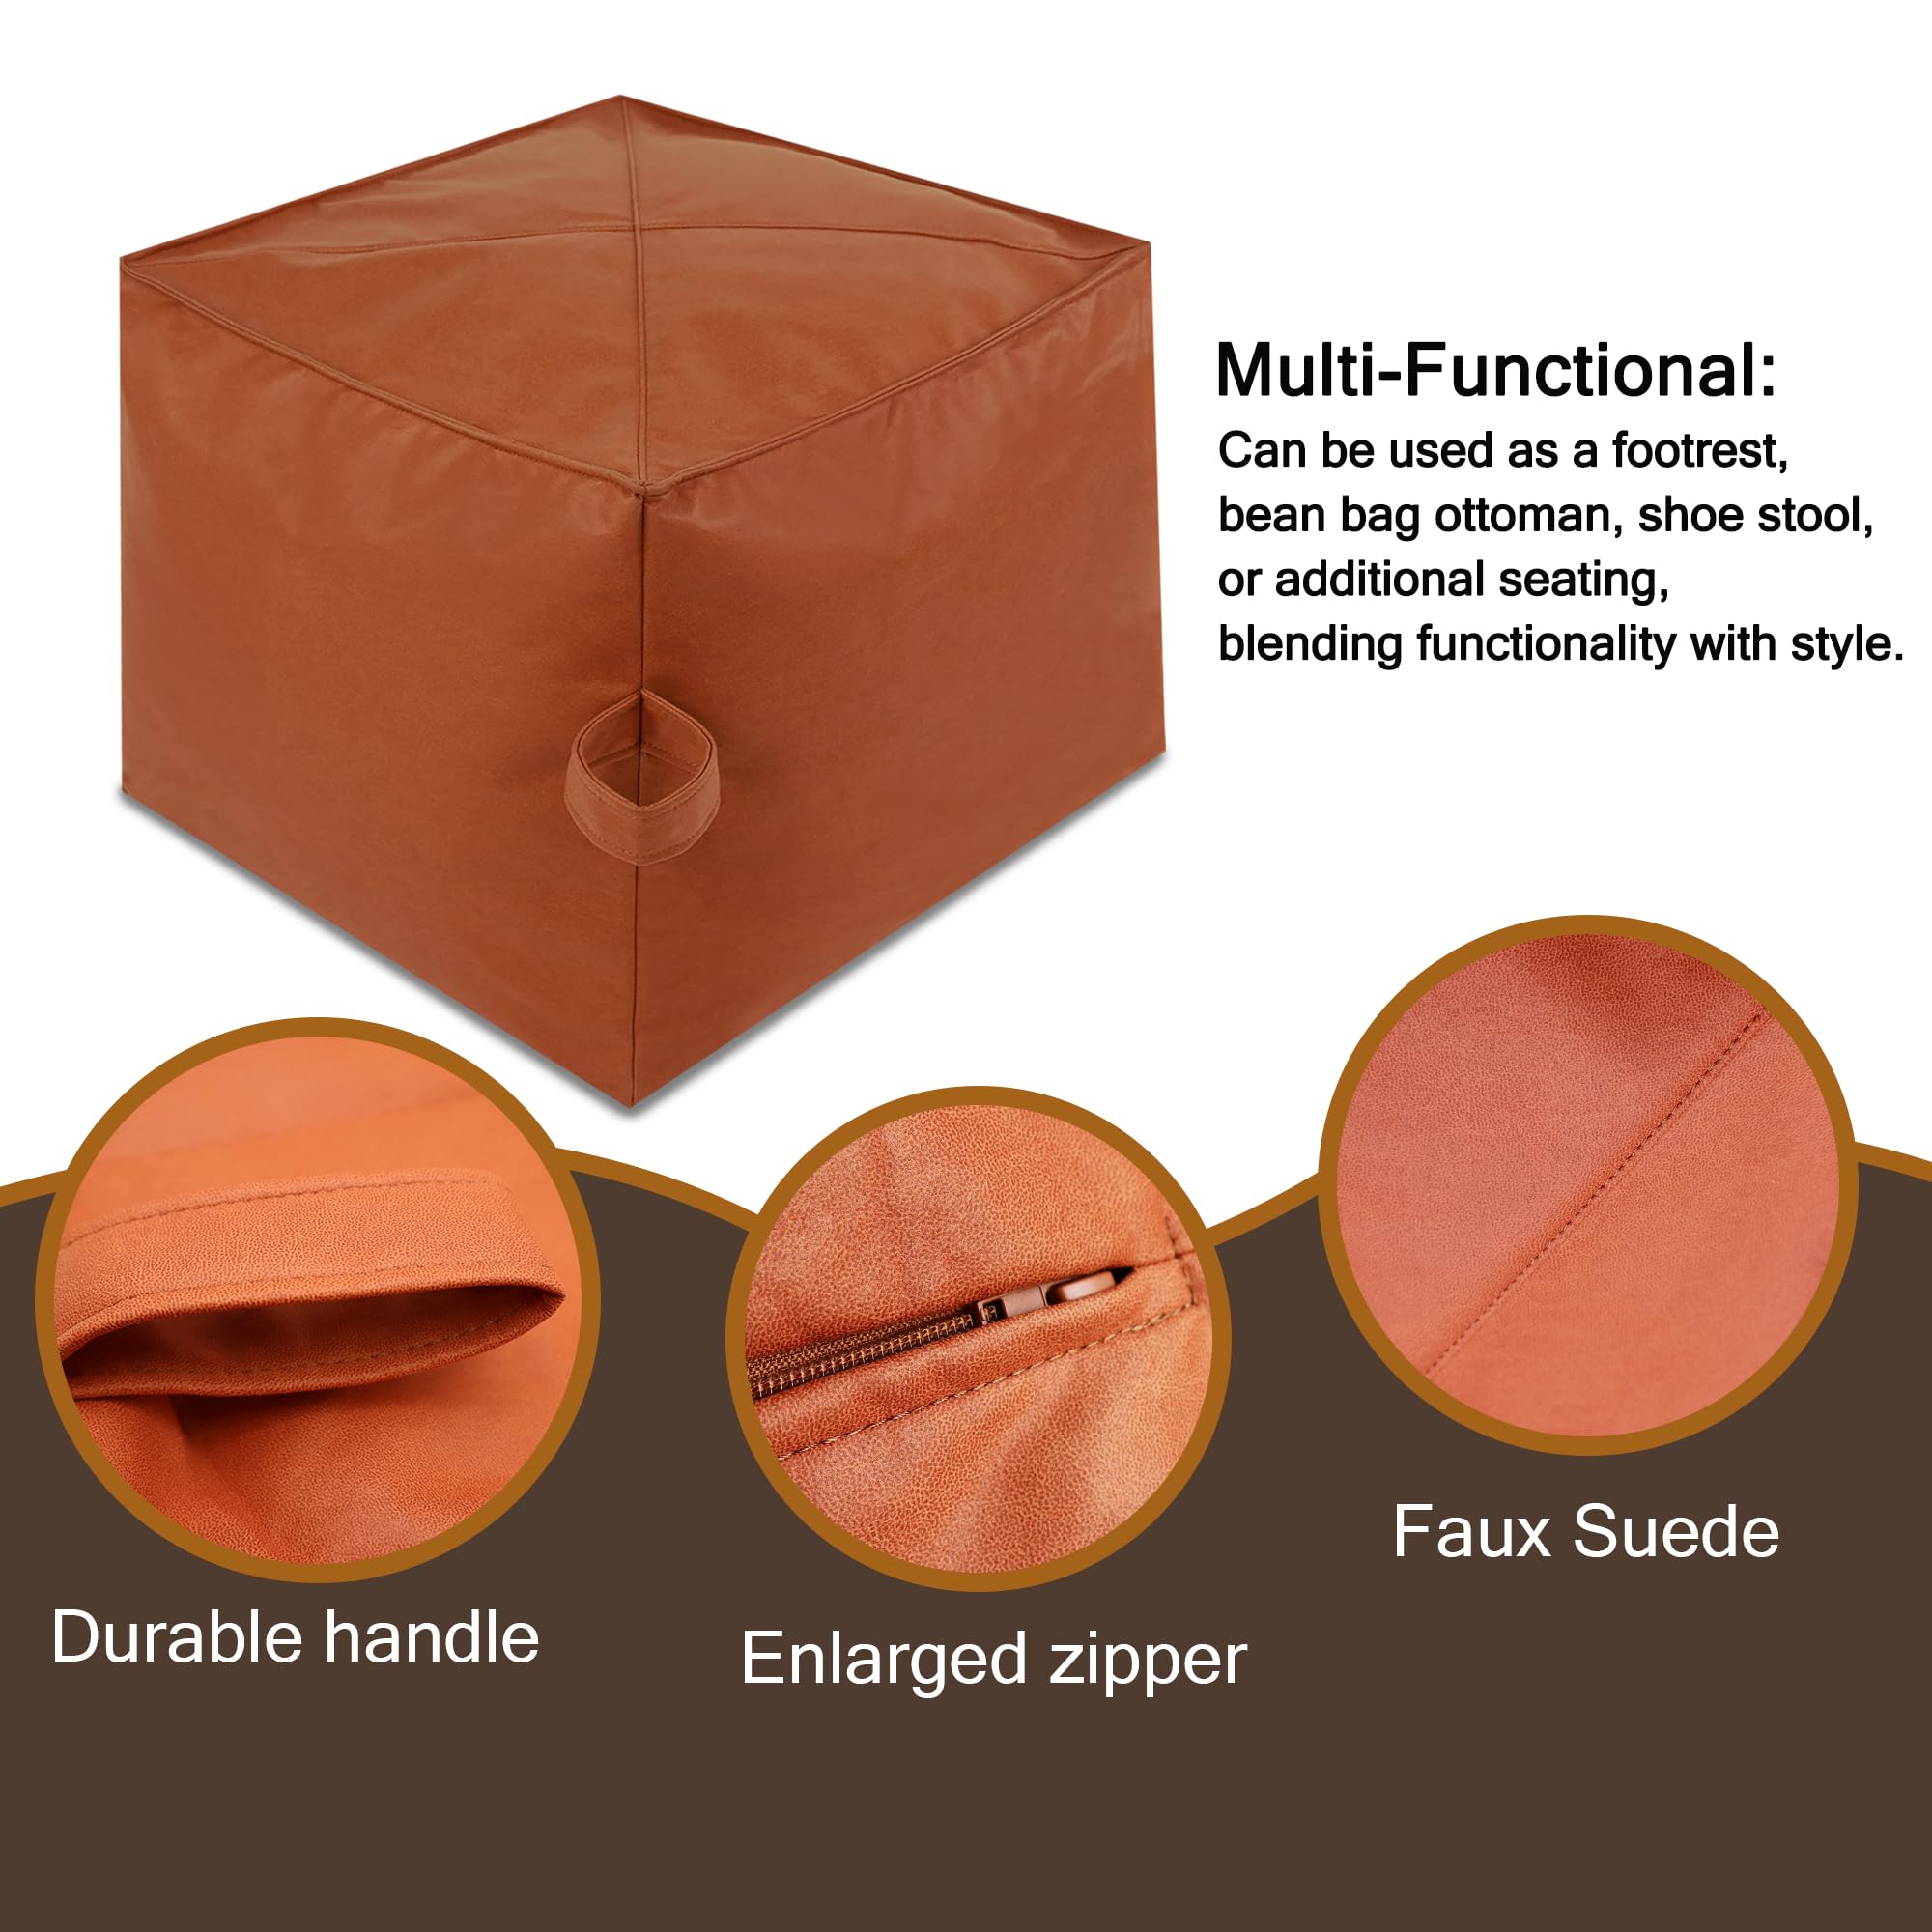 Multi-Functional:
Can be used as a footrest,
bean bag ottoman, shoe stool,
or additional seating,
blending functionality with style.
Durable handle
Enlarged zipper
Faux Suede